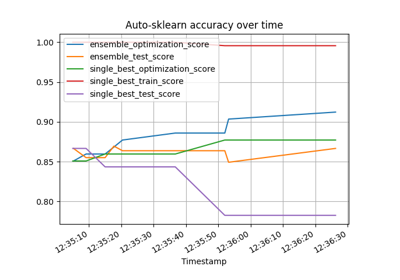 Auto-sklearn accuracy over time
1.00
0.95
0.90
0.85
0.80
ensemble_optimization_score
ensemble_test_score
single_best_optimization_score
single_best_train_score
single_best_test_score
12:35:10
12:35:20
12:35:30
12:35:40
12:35:50
12:36:00
12:36:10
12:36:20
12:36:30
Timestamp